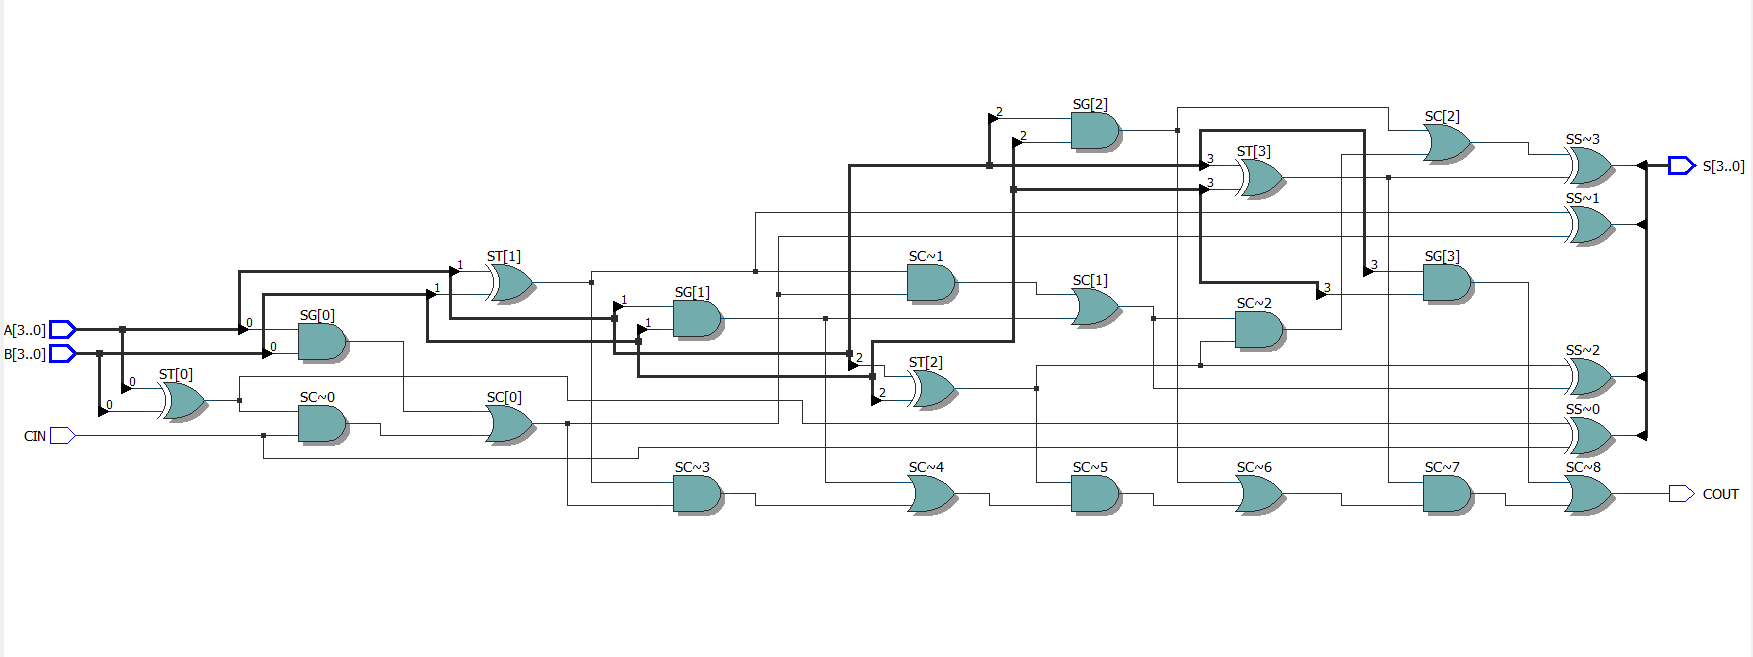 SG[2]
2
SC[2]
2
SS~3
ST[3]
3
S[3..0]
3
SS~1
ST[1]
SC~1
SG[3]
1
3
SC[1]
1
SG[1]
3
1
SC~2
SG[0]
A[3..0]
0
1
B[3..0]
0
SS~2
2
ST[2]
ST[0]
0
2
SC~0
SC[0]
0
SS~0
CIN
SC~3
SC~4
SC~5
SC~6
SC~7
SC~8
COUT